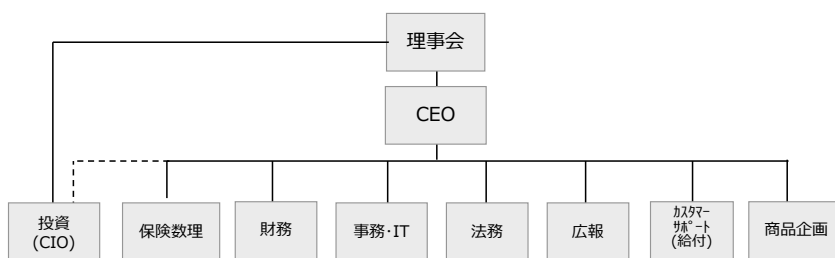 理事会
CEO
投資
(CIO)
保険数理
財務
事務・IT
法務
広報
ｶｽﾀﾏｰ
ｻﾎﾟｰﾄ
(給付)
商品企画